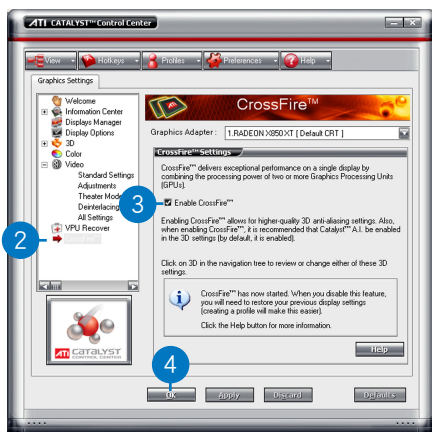 ATI CATALYST™ Control Center
View Hotkeys Profiles Preferences Help
Graphics Settings
Welcome
Information Center
Displays Manager
Display Options
3D
Color
Video
Standard Settings
Adjustments
Theater Mode
Deinterlacing
All Settings
VPU Recover
2
CrossFire™
Graphics Adapter :
1.RADEON X850 XT [ Default CRT ]
CrossFire™ Settings
CrossFire™ delivers exceptional performance on a single display by
combining the processing power of two or more Graphics Processing Units
(GPUs).
3
Enable CrossFire™
Enabling CrossFire™ allows for higher-quality 3D anti-aliasing settings. Also,
when enabling CrossFire™, it is recommended that Catalyst™ A.I. be enabled
in the 3D settings (by default, it is enabled).
Click on 3D in the navigation tree to review or change either of these 3D
settings.
CrossFire™ has now started. When you disable this feature,
you will need to restore your previous display settings
(creating a profile will make this easier).
Click the Help button for more information.
Help
ATI CATALYST
CONTROL CENTER
4
OK Apply Discard Defaults